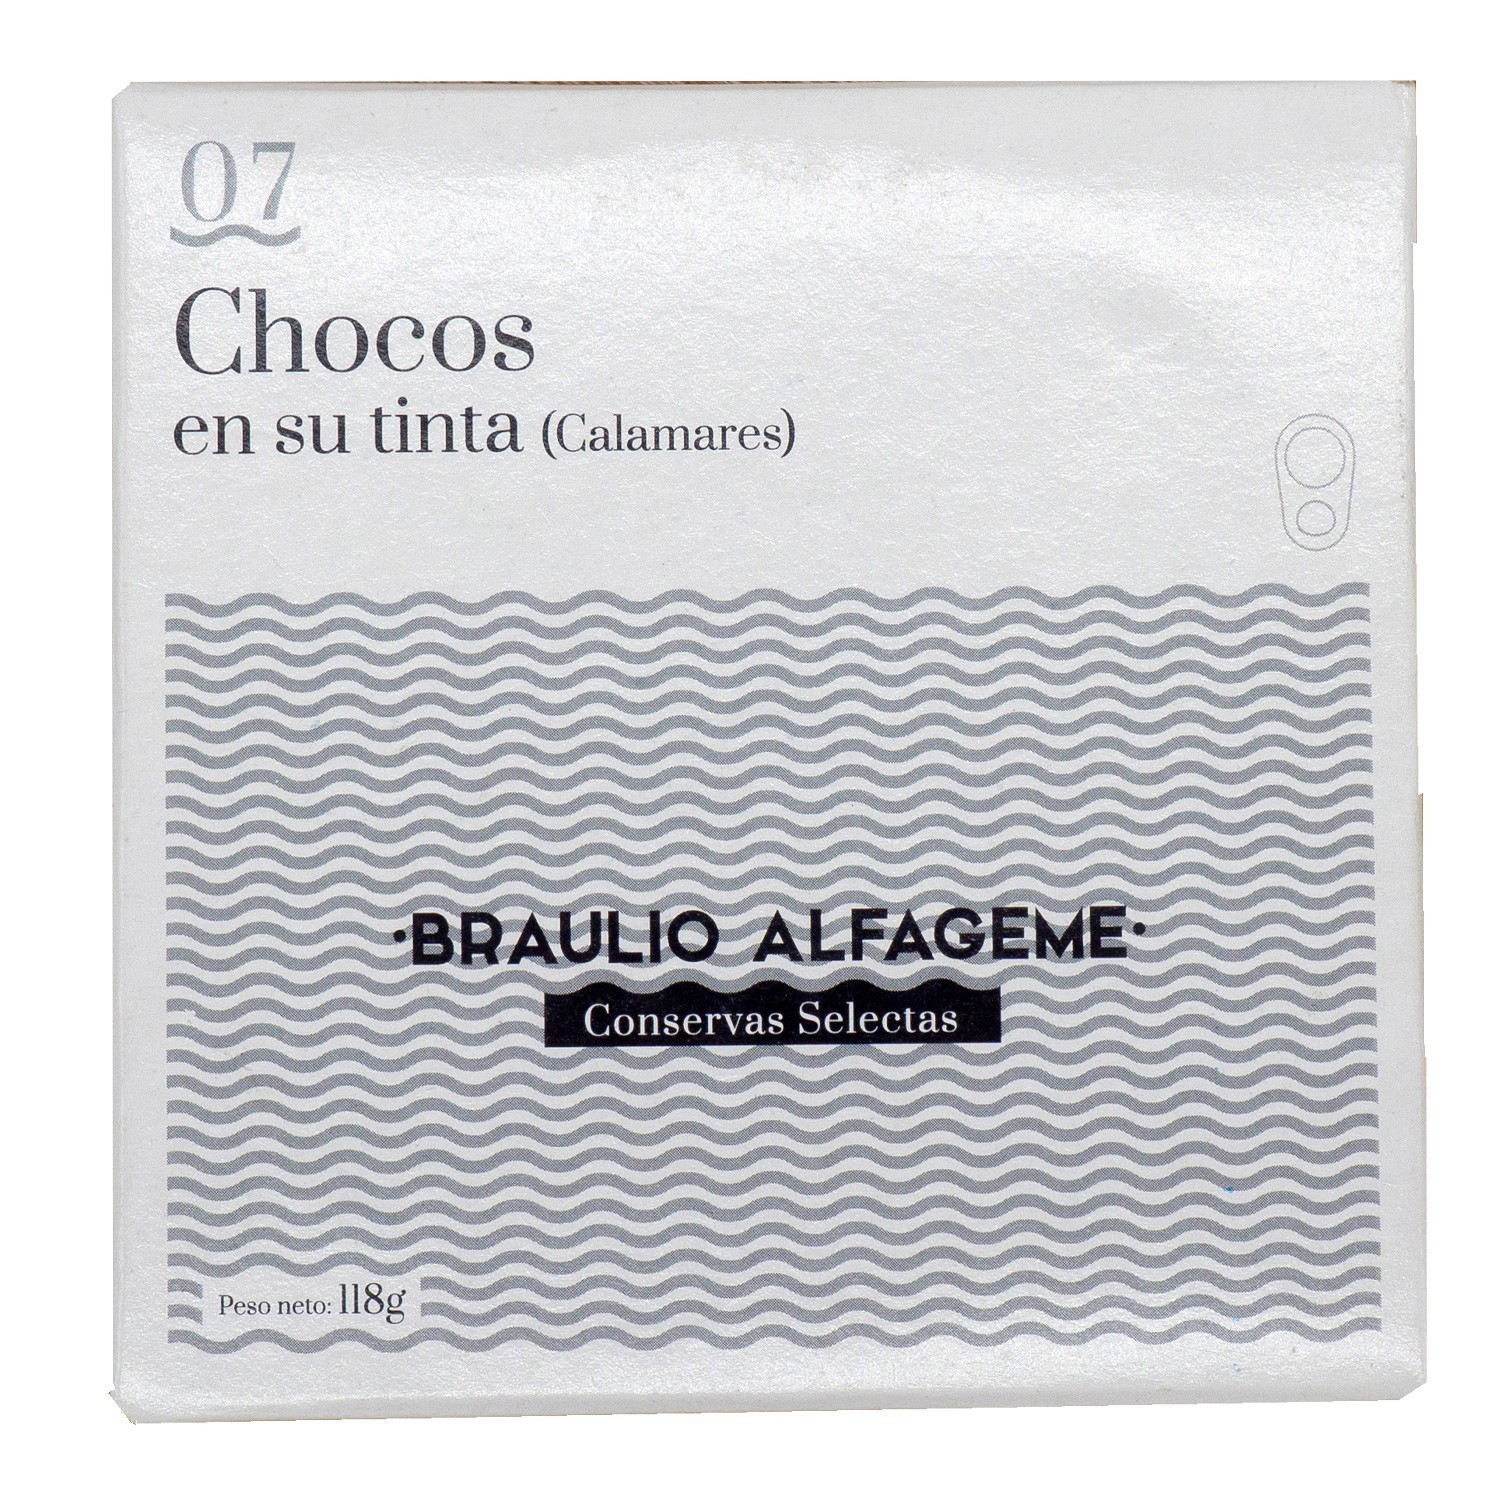 07
Chocos
en su tinta (Calamares)
•BRAULIO ALFAGEME•
Conservas Selectas
Peso neto: 118g